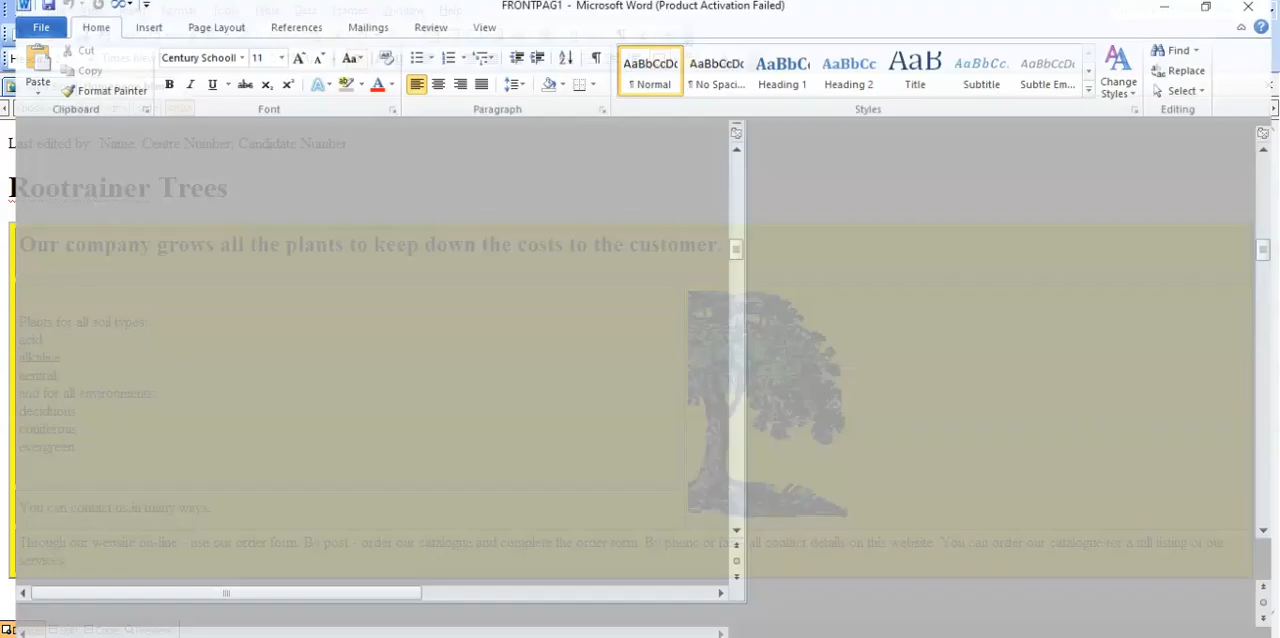 FRONTPAG1 - Microsoft Word (Product Activation Failed)
File Home Insert Page Layout References Mailings Review View
Cut
Copy
Paste
Format Painter
Clipboard
Century Schooll 11
Font
Paragraph
AaBbCcDc AaBbCcDc AaBbC AaBbCc AaB AaBbCc. AaBbCcDc
¶ Normal ¶ No Spaci... Heading 1 Heading 2 Title Subtitle Subtle Em...
Change
Styles
Styles
Find
Replace
Select
Editing
Last edited by: Name, Centre Number, Candidate Number
Rootrainer Trees
Our company grows all the plants to keep down the costs to the customer.
Plants for all soil types:
acid
alkaline
neutral
and for all environments:
deciduous
coniferous
evergreen
You can contact us in many ways.
Through our website on-line - use our order form. By post - order our catalogue and complete the order form. By phone or all contact details on this website. You can order our catalogue for a full listing of our
services.